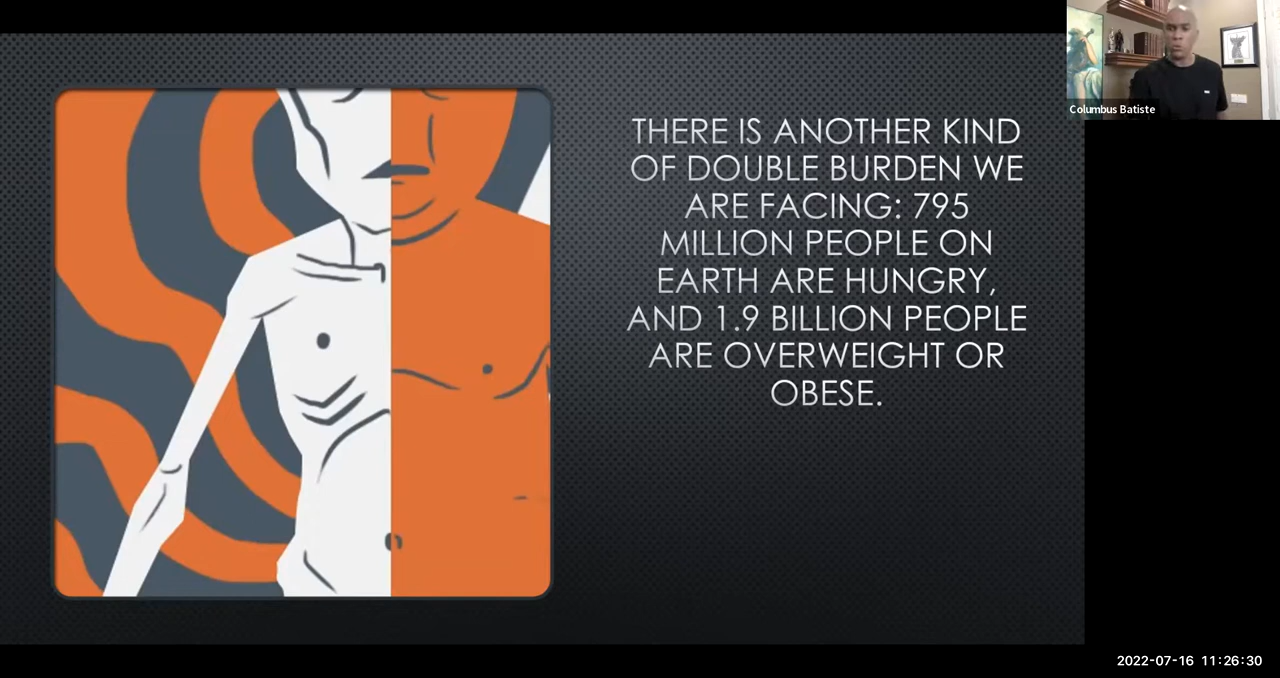 Columbus Batiste
THERE IS ANOTHER KIND
OF DOUBLE BURDEN WE
ARE FACING: 795
MILLION PEOPLE ON
EARTH ARE HUNGRY,
AND 1.9 BILLION PEOPLE
ARE OVERWEIGHT OR
OBESE.
2022-07-16 11:26:30